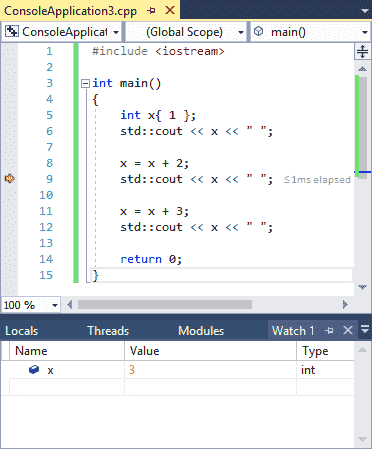 ConsoleApplication3.cpp
ConsoleApplicat (Global Scope) main()
1 #include <iostream>
2
3 int main()
4 {
5 int x{ 1 };
6 std::cout << x << " ";
7
8 x = x + 2;
9 std::cout << x << " "; ≤1ms elapsed
10
11 x = x + 3;
12 std::cout << x << " ";
13
14 return 0;
15 }
100 %
Locals Threads Modules Watch 1
Name Value Type
x 3 int